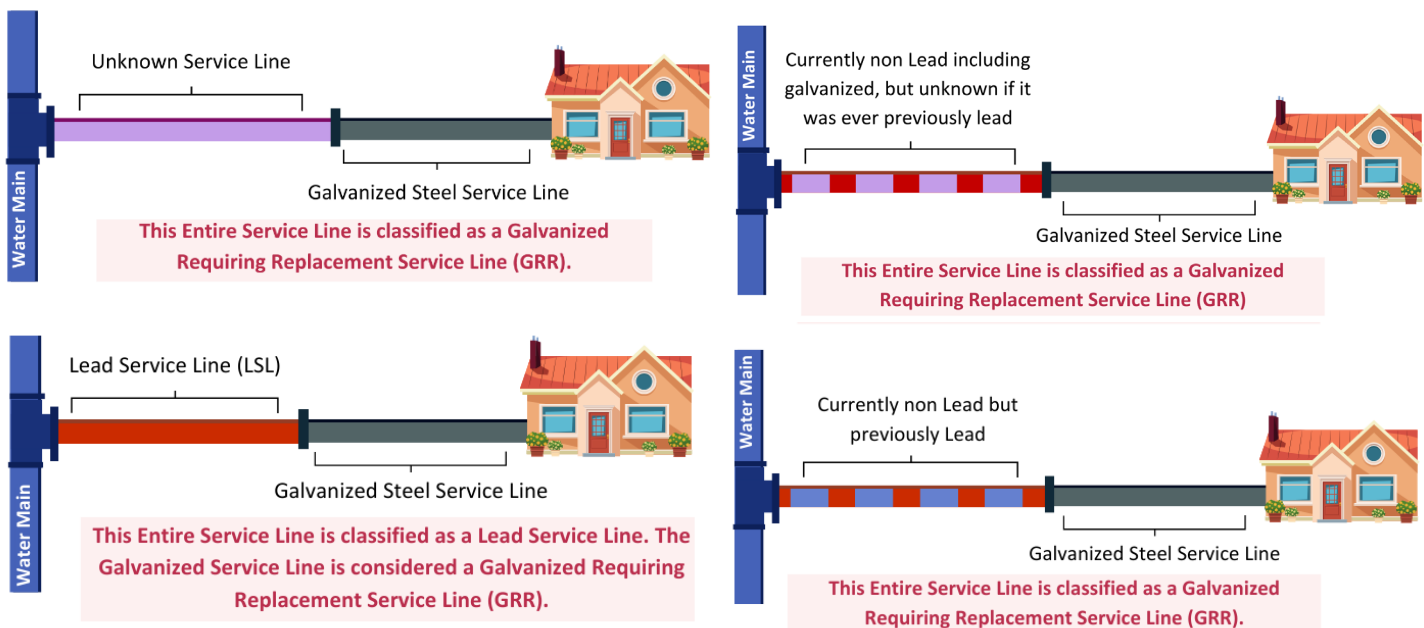 Water Main
Unknown Service Line
Galvanized Steel Service Line
This Entire Service Line is classified as a Galvanized
Requiring Replacement Service Line (GRR).
Water Main
Currently non Lead including
galvanized, but unknown if it
was ever previously lead
Galvanized Steel Service Line
This Entire Service Line is classified as a Galvanized
Requiring Replacement Service Line (GRR)
Water Main
Lead Service Line (LSL)
Galvanized Steel Service Line
This Entire Service Line is classified as a Lead Service Line. The
Galvanized Service Line is considered a Galvanized Requiring
Replacement Service Line (GRR).
Water Main
Currently non Lead but
previously Lead
Galvanized Steel Service Line
This Entire Service Line is classified as a Galvanized
Requiring Replacement Service Line (GRR).